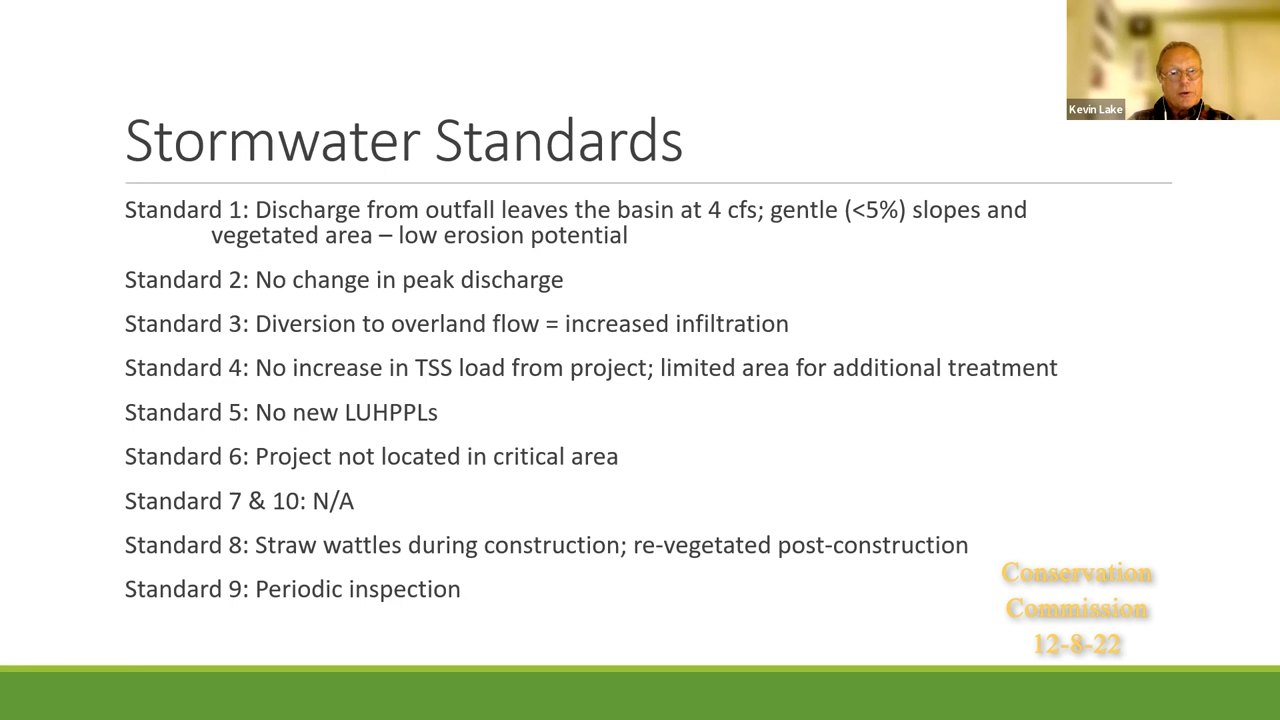 Kevin Lake
Stormwater Standards
Standard 1: Discharge from outfall leaves the basin at 4 cfs; gentle (<5%) slopes and
vegetated area – low erosion potential
Standard 2: No change in peak discharge
Standard 3: Diversion to overland flow = increased infiltration
Standard 4: No increase in TSS load from project; limited area for additional treatment
Standard 5: No new LUHPPLs
Standard 6: Project not located in critical area
Standard 7 & 10: N/A
Standard 8: Straw wattles during construction; re-vegetated post-construction
Standard 9: Periodic inspection
Conservation
Commission
12-8-22